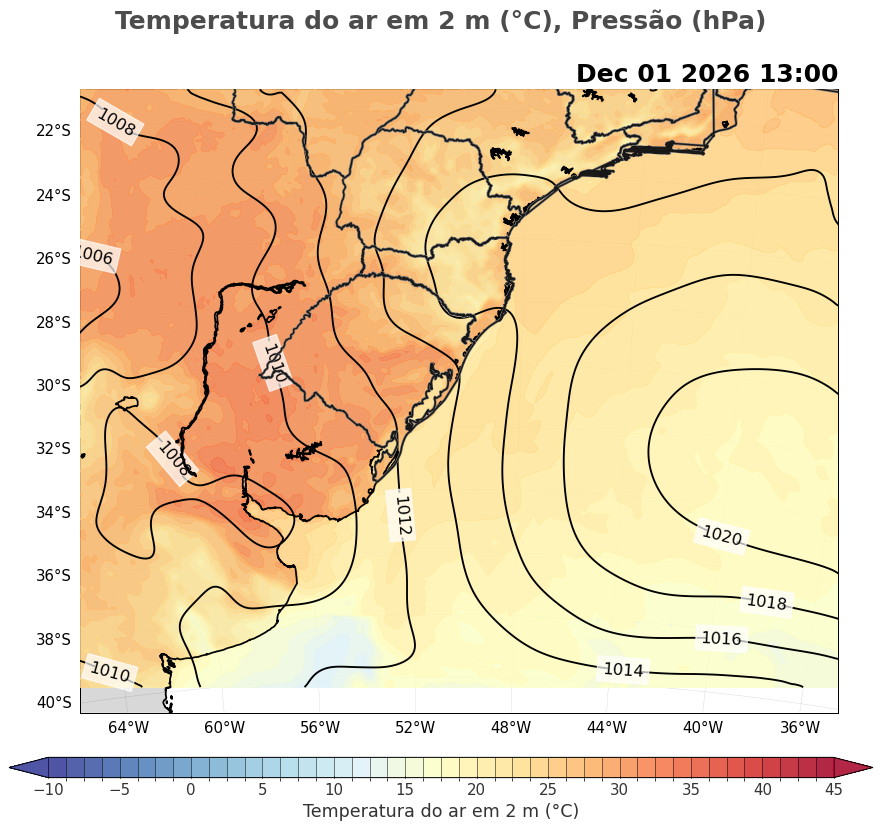 Temperatura do ar em 2 m (°C), Pressão (hPa)
Dec 01 2026 13:00
1008
22°S
24°S
1006
26°S
28°S
1010
30°S
1008
32°S
1012
34°S
1020
36°S
1018
1016
38°S
1010
1014
40°S
64°W 60°W 56°W 52°W 48°W 44°W 40°W 36°W
−10 −5 0 5 10 15 20 25 30 35 40 45
Temperatura do ar em 2 m (°C)